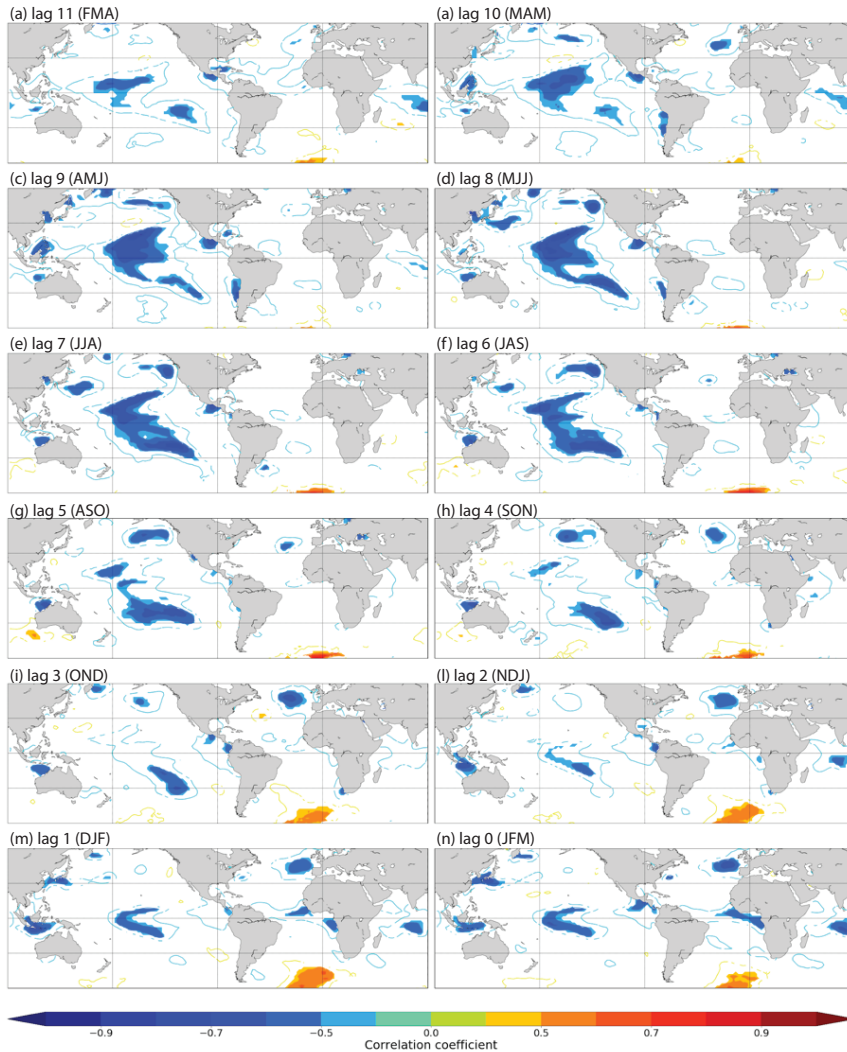 (a) lag 11 (FMA)
(a) lag 10 (MAM)
(c) lag 9 (AMJ)
(d) lag 8 (MJJ)
(e) lag 7 (JJA)
(f) lag 6 (JAS)
(g) lag 5 (ASO)
(h) lag 4 (SON)
(i) lag 3 (OND)
(l) lag 2 (NDJ)
(m) lag 1 (DJF)
(n) lag 0 (JFM)
−0.9 −0.7 −0.5 0.0 0.5 0.7 0.9
Correlation coefficient